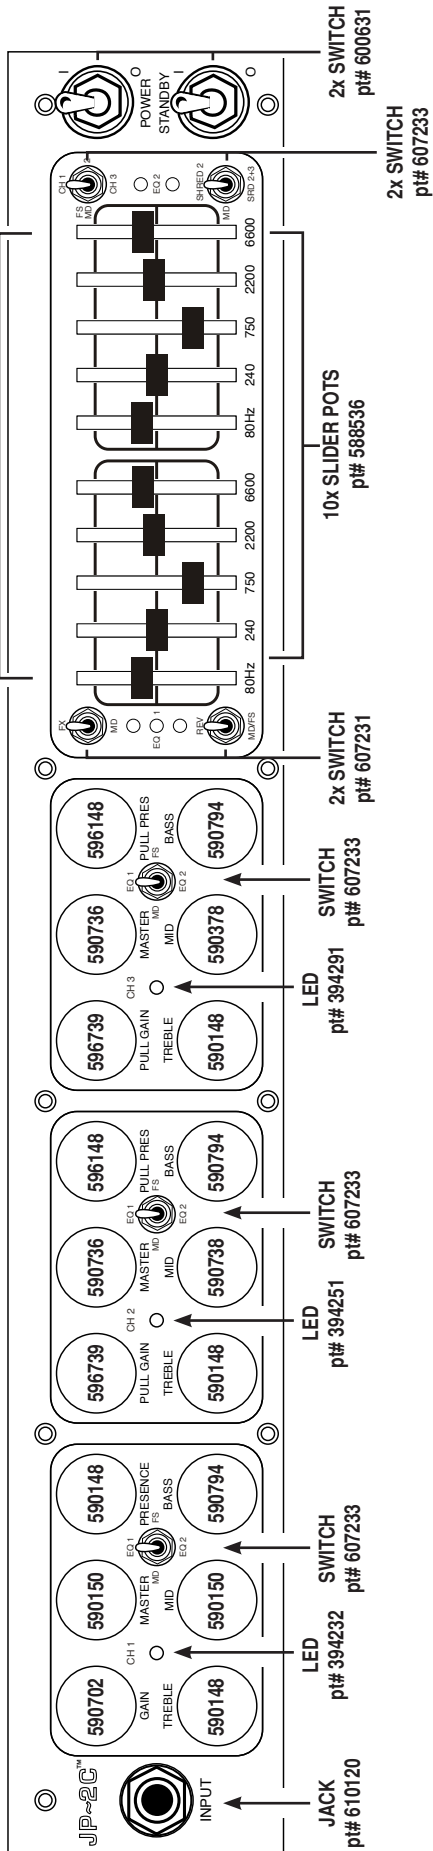 JP~2C™
INPUT
JACK
pt# 610120
590702
590150
590148
GAIN
MASTER
PRESENCE
CH 1
MD
EQ 1
FS
EQ 2
TREBLE
MID
BASS
590148
590150
590794
LED
pt# 394232
SWITCH
pt# 607233
596739
590736
596148
PULL GAIN
MASTER
PULL PRES
CH 2
MD
EQ 1
FS
EQ 2
TREBLE
MID
BASS
590148
590738
590794
LED
pt# 394251
SWITCH
pt# 607233
596739
590736
596148
PULL GAIN
MASTER
PULL PRES
CH 3
MD
EQ 1
FS
EQ 2
TREBLE
MID
BASS
590148
590378
590794
LED
pt# 394291
SWITCH
pt# 607233
FX
MD
EQ 1
REV
MD/FS
2x SWITCH
pt# 607231
80Hz
240
750
2200
6600
80Hz
240
750
2200
6600
10x SLIDER POTS
pt# 588536
FS
MD
CH 1
2
CH 3
EQ 2
SHRED 2
MD
SRD 2+3
2x SWITCH
pt# 607233
I
O
POWER
STANDBY
I
O
2x SWITCH
pt# 600631